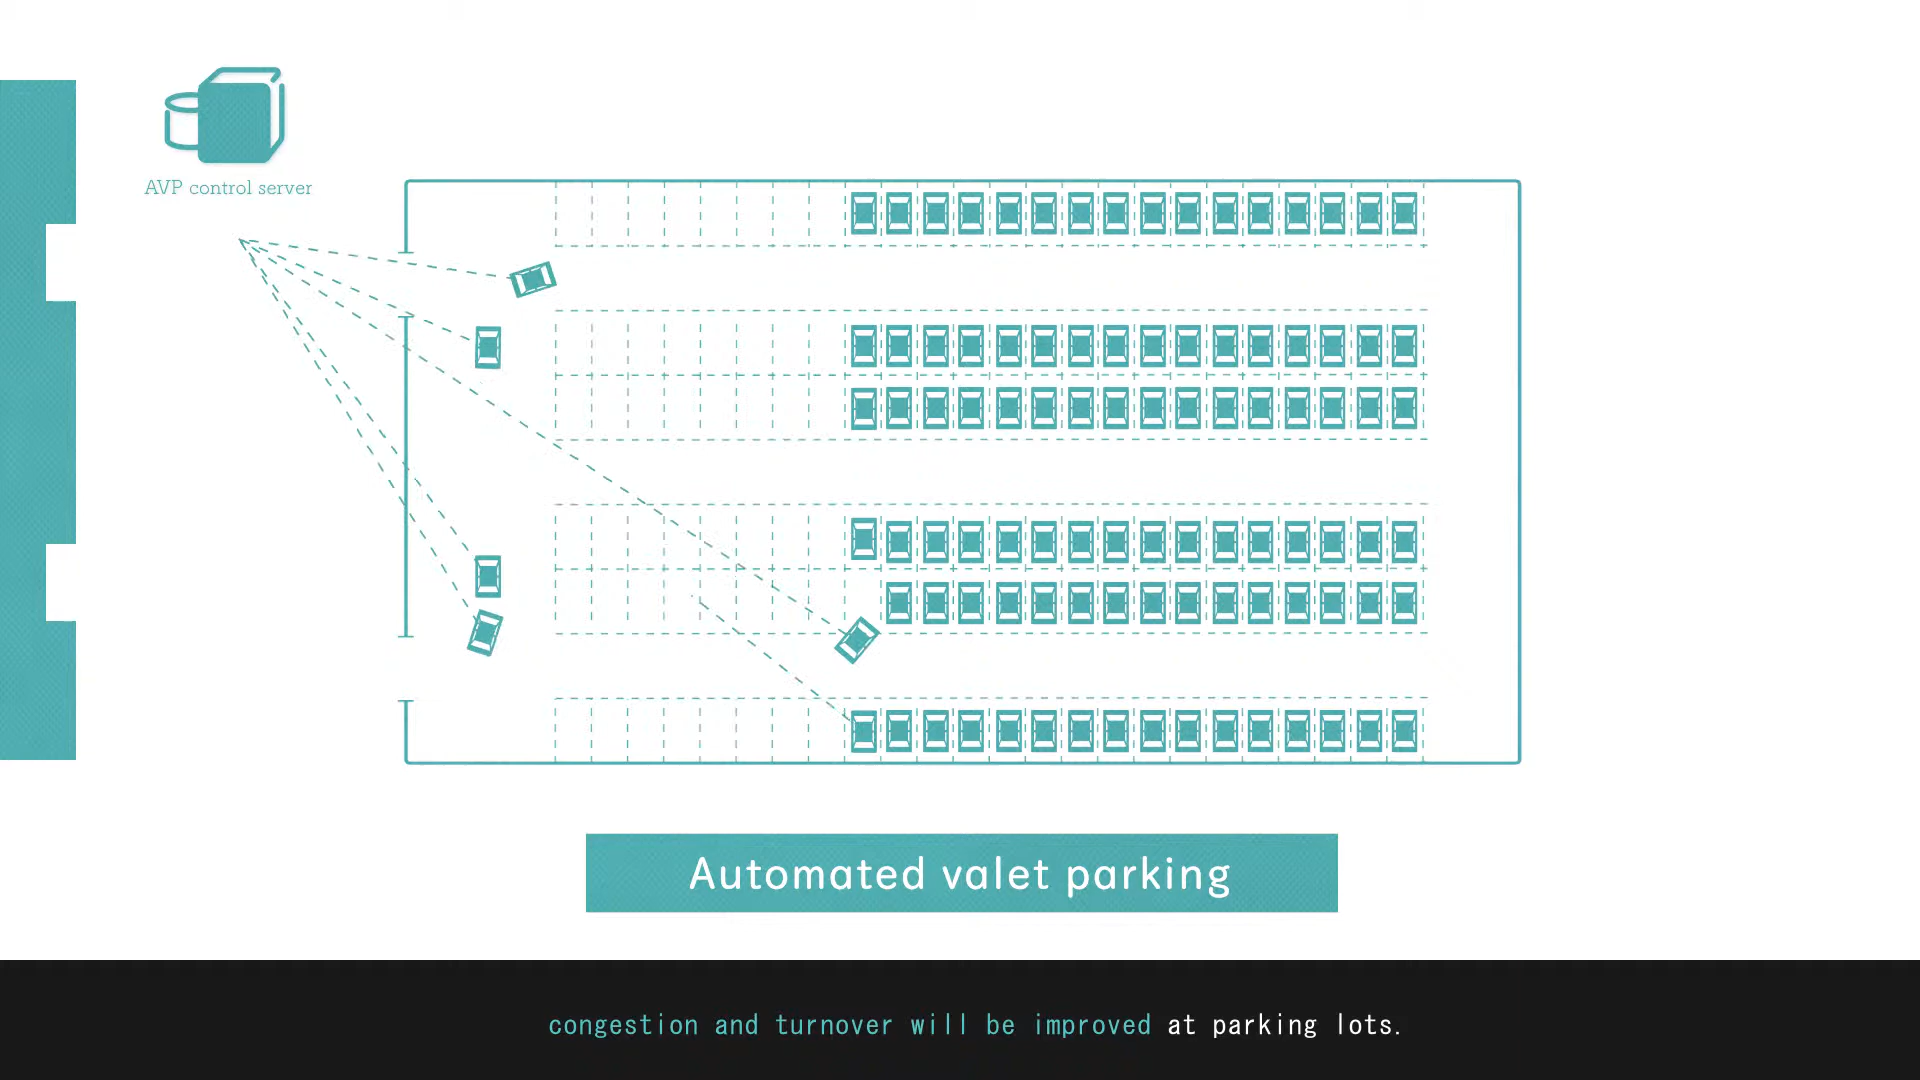 AVP control server
Automated valet parking
congestion and turnover will be improved at parking lots.